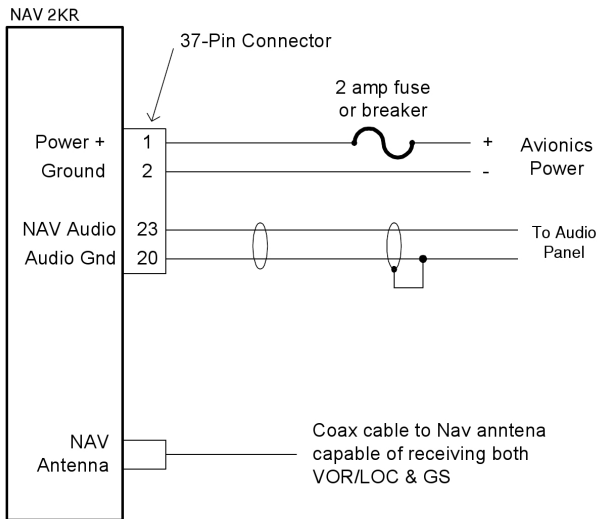 NAV 2KR
37-Pin Connector
2 amp fuse
or breaker
Power + 1 + Avionics
Ground 2 - Power
NAV Audio 23 To Audio
Audio Gnd 20 Panel
NAV
Antenna
Coax cable to Nav anntena
capable of receiving both
VOR/LOC & GS